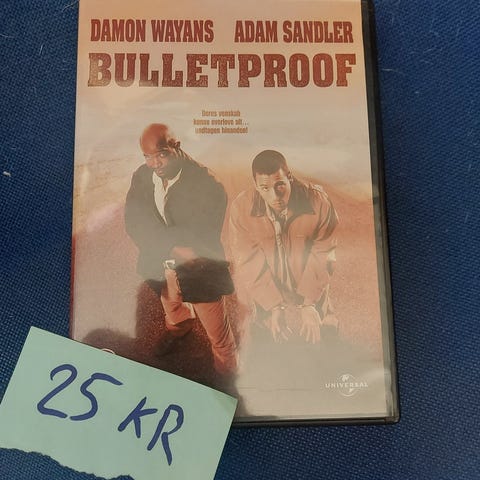 DAMON WAYANS ADAM SANDLER
BULLETPROOF
Deres venskab
kunne overleve alt...
undtagen hinanden!
UNIVERSAL
25 KR